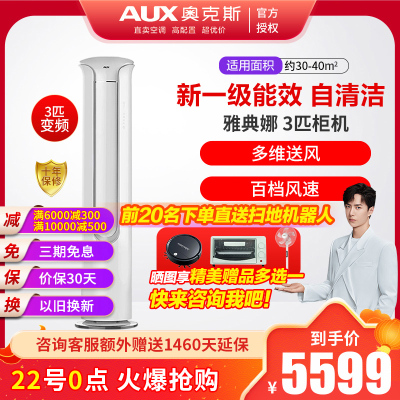 AUX奥克斯 官方授权
直卖空调 高配置 超优价
适用面积 约30-40m²
新一级能效 自清洁
雅典娜 3匹柜机
3匹
变频
十年
保修
多维送风
百档风速
前20名下单直送扫地机器人
减 满6000减300
满10000减500
免 三期免息
保 价保30天
换 以旧换新
晒图享精美赠品多选一
快来咨询我吧!
咨询客服额外赠送1460天延保
22号0点 火爆抢购
¥5599